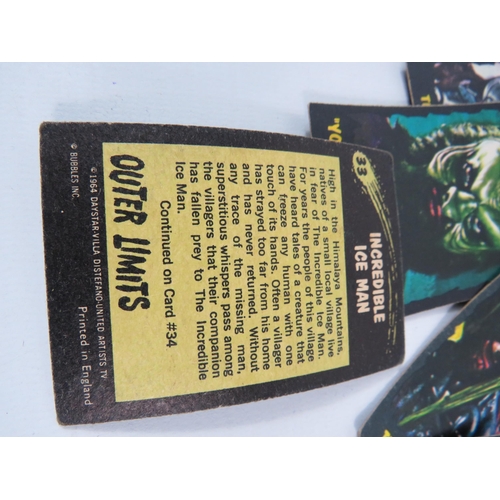 33
INCREDIBLE
ICE MAN
High in the Himalaya Mountains,
natives of a small local village live
in fear of The Incredible Ice Man.
For years the people of this village
have heard tales of a creature that
can freeze any human with one
touch of its hands. Often a villager
has strayed too far from his home
and has never returned. Without
any trace of the missing man,
superstitious whispers pass among
the villagers that their companion
has fallen prey to The Incredible
Ice Man.
Continued on Card #34
OUTER LIMITS
©1964 DAYSTAR-VILLA DISTEFANO-UNITED ARTISTS TV
© BUBBLES INC.
Printed in England
"YO
T